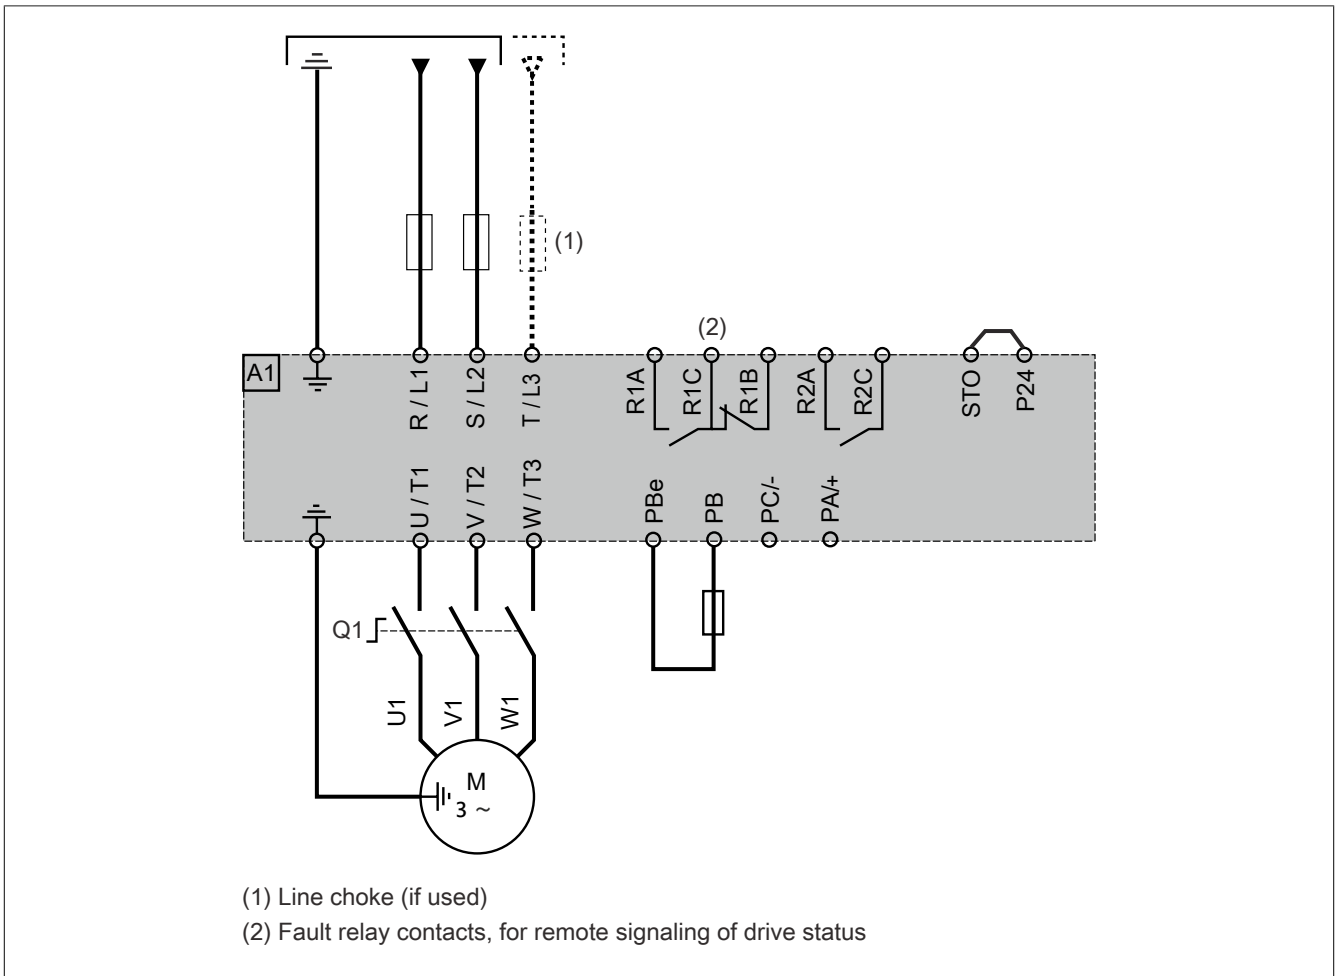 (1)
(2)
A1
R / L1
S / L2
T / L3
R1A
R1C
R1B
R2A
R2C
STO
P24
U / T1
V / T2
W / T3
PBe
PB
PC/-
PA/+
Q1
U1
V1
W1
M
3 ~
(1) Line choke (if used)
(2) Fault relay contacts, for remote signaling of drive status